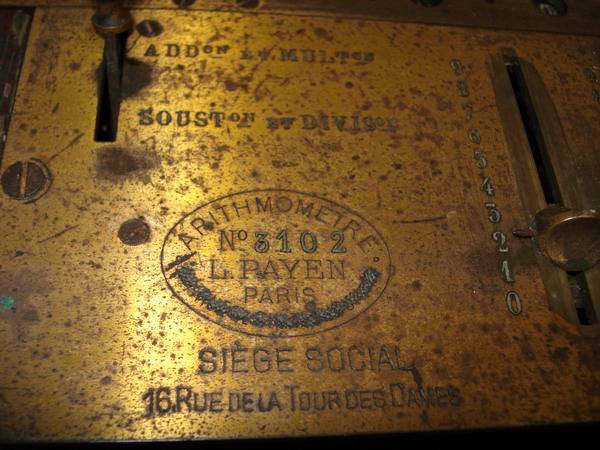 ADDON ET MULTON
SOUSTON ET DIVISON
9
8
7
6
5
4
3
2
1
0
ARITHMOMETRE
No 3102
L. PAYEN
PARIS
SIÈGE SOCIAL
16. RUE DE LA TOUR DES DAMES